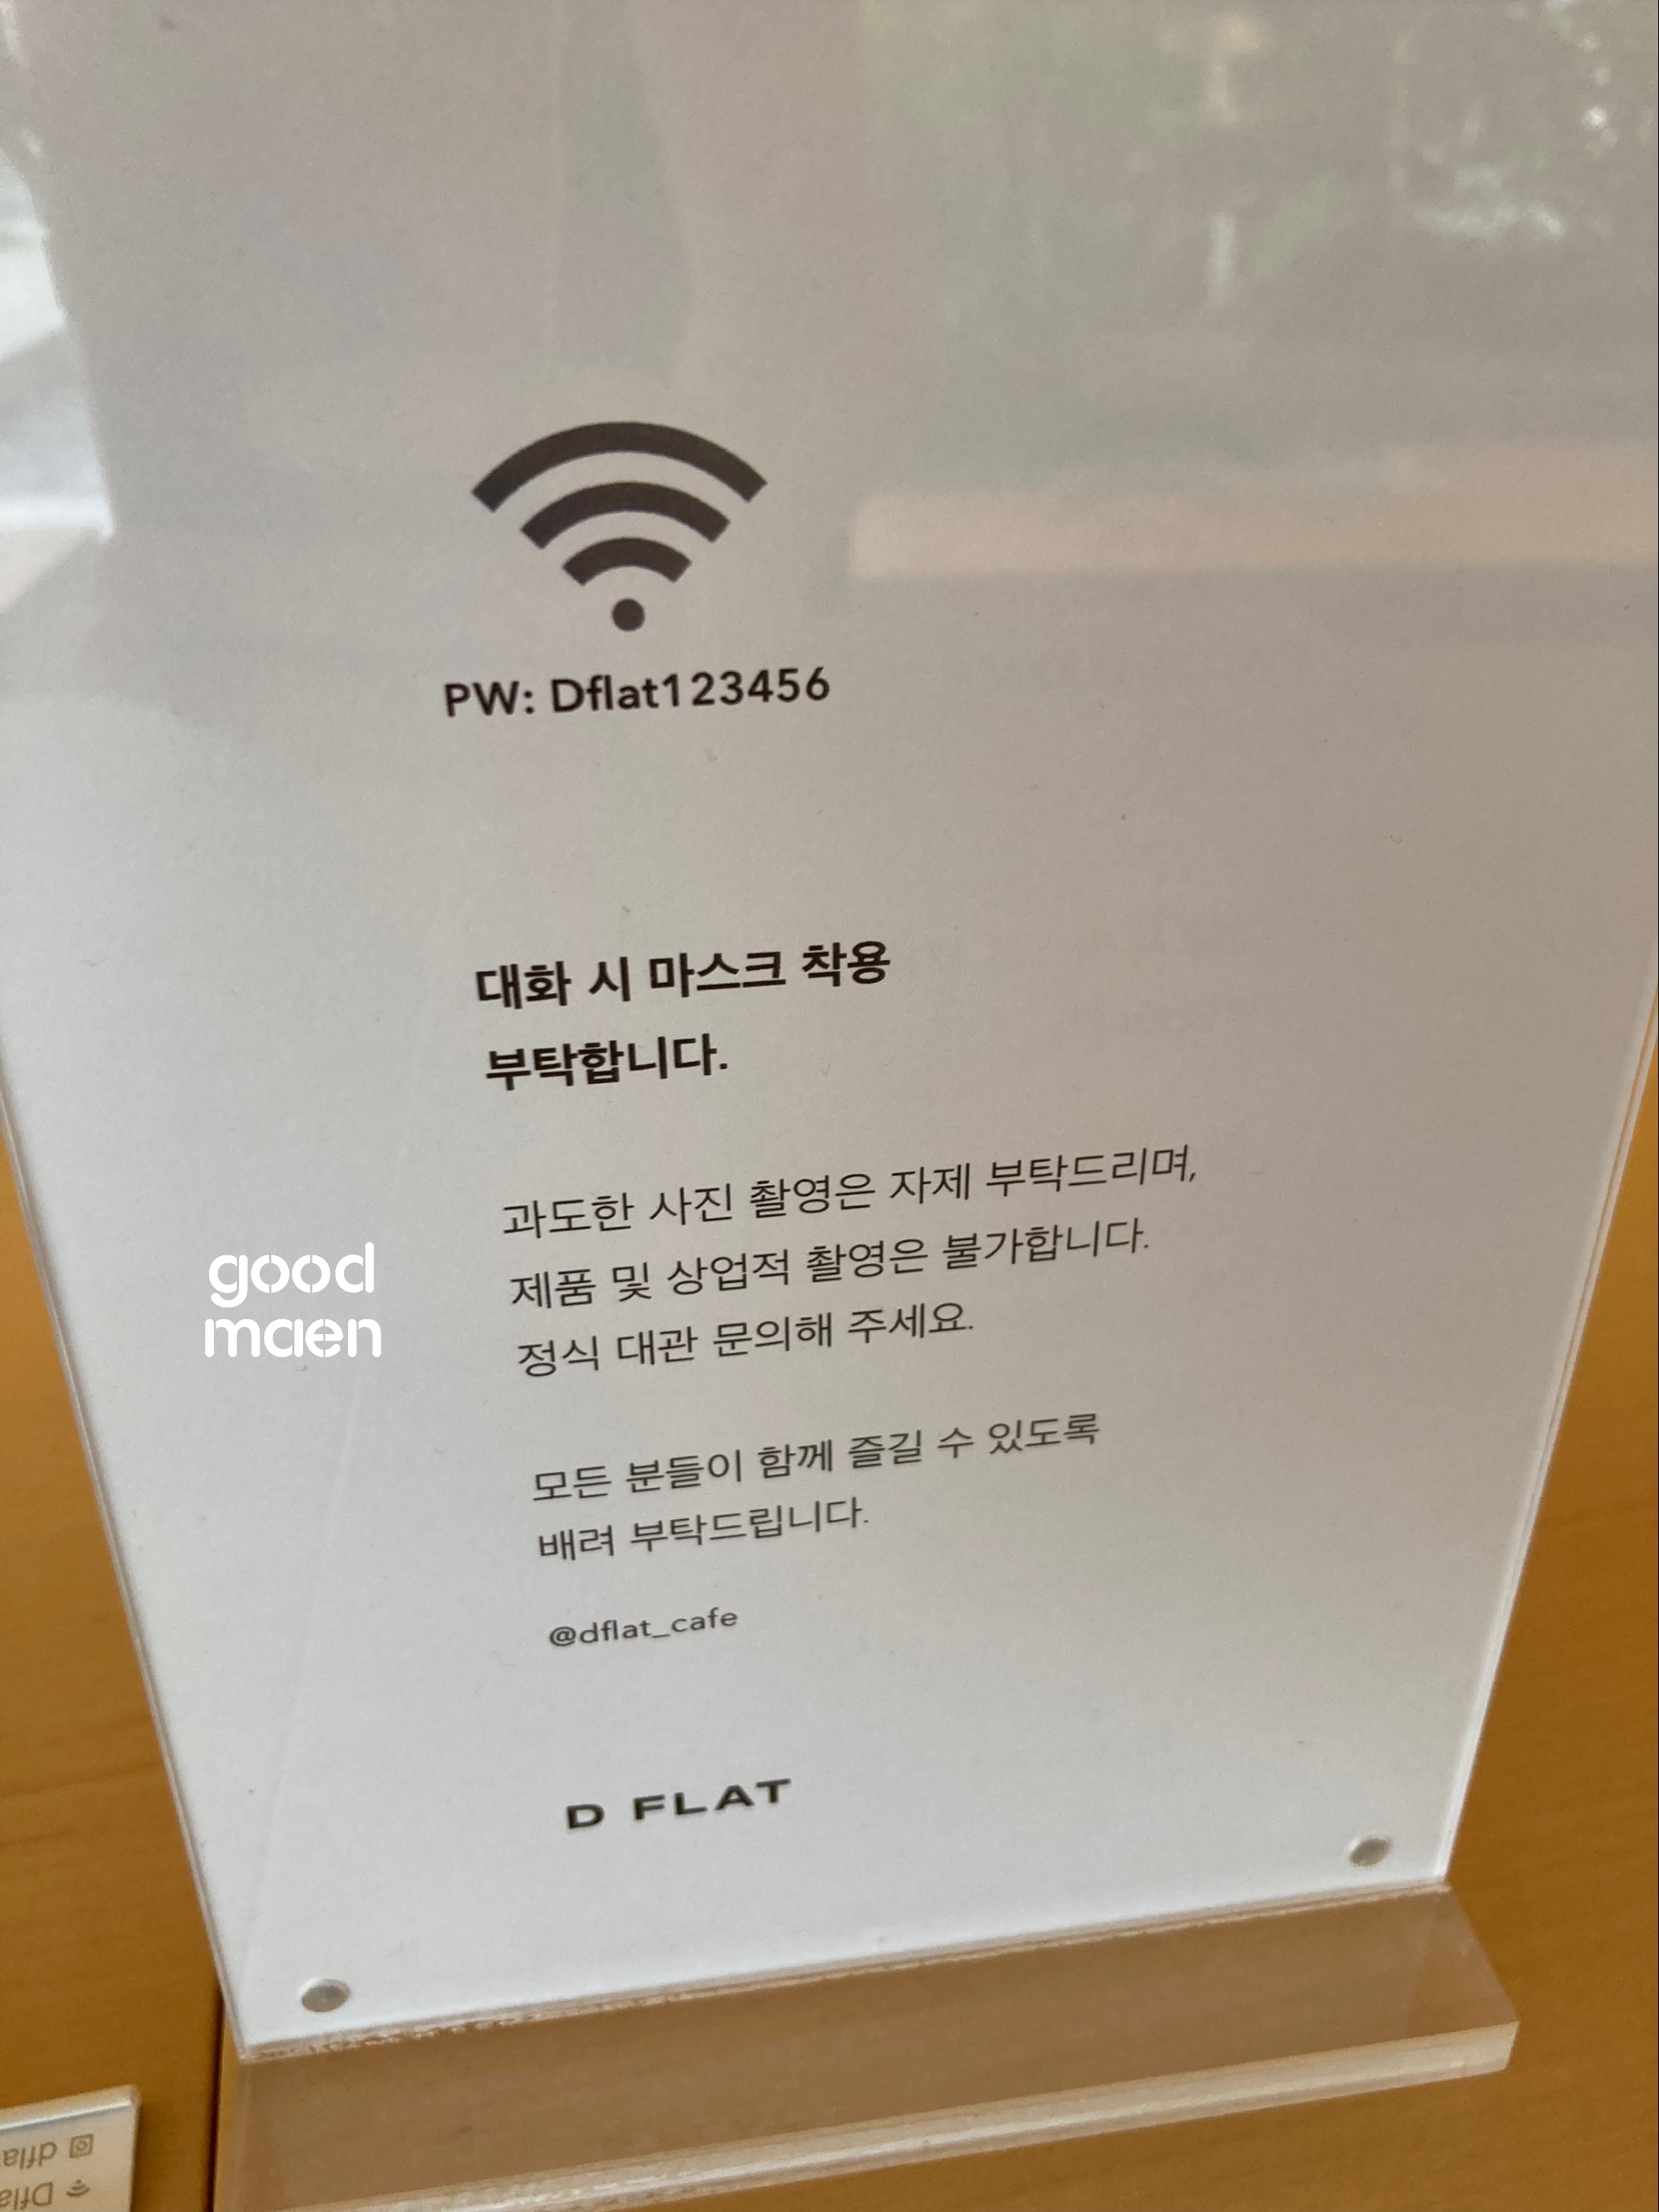 PW: Dflat123456
대화 시 마스크 착용
부탁합니다.
과도한 사진 촬영은 자제 부탁드리며,
제품 및 상업적 촬영은 불가합니다.
정식 대관 문의해 주세요.
모든 분들이 함께 즐길 수 있도록
배려 부탁드립니다.
@dflat_cafe
D FLAT
good
maen